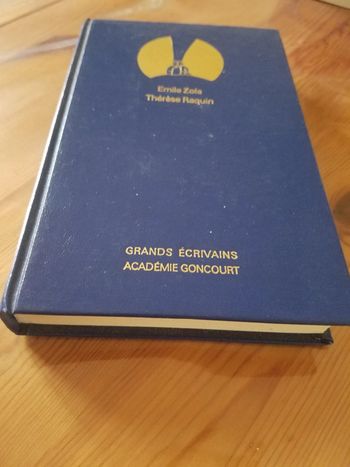 Emile Zola
Thérèse Raquin
GRANDS ÉCRIVAINS
ACADÉMIE GONCOURT